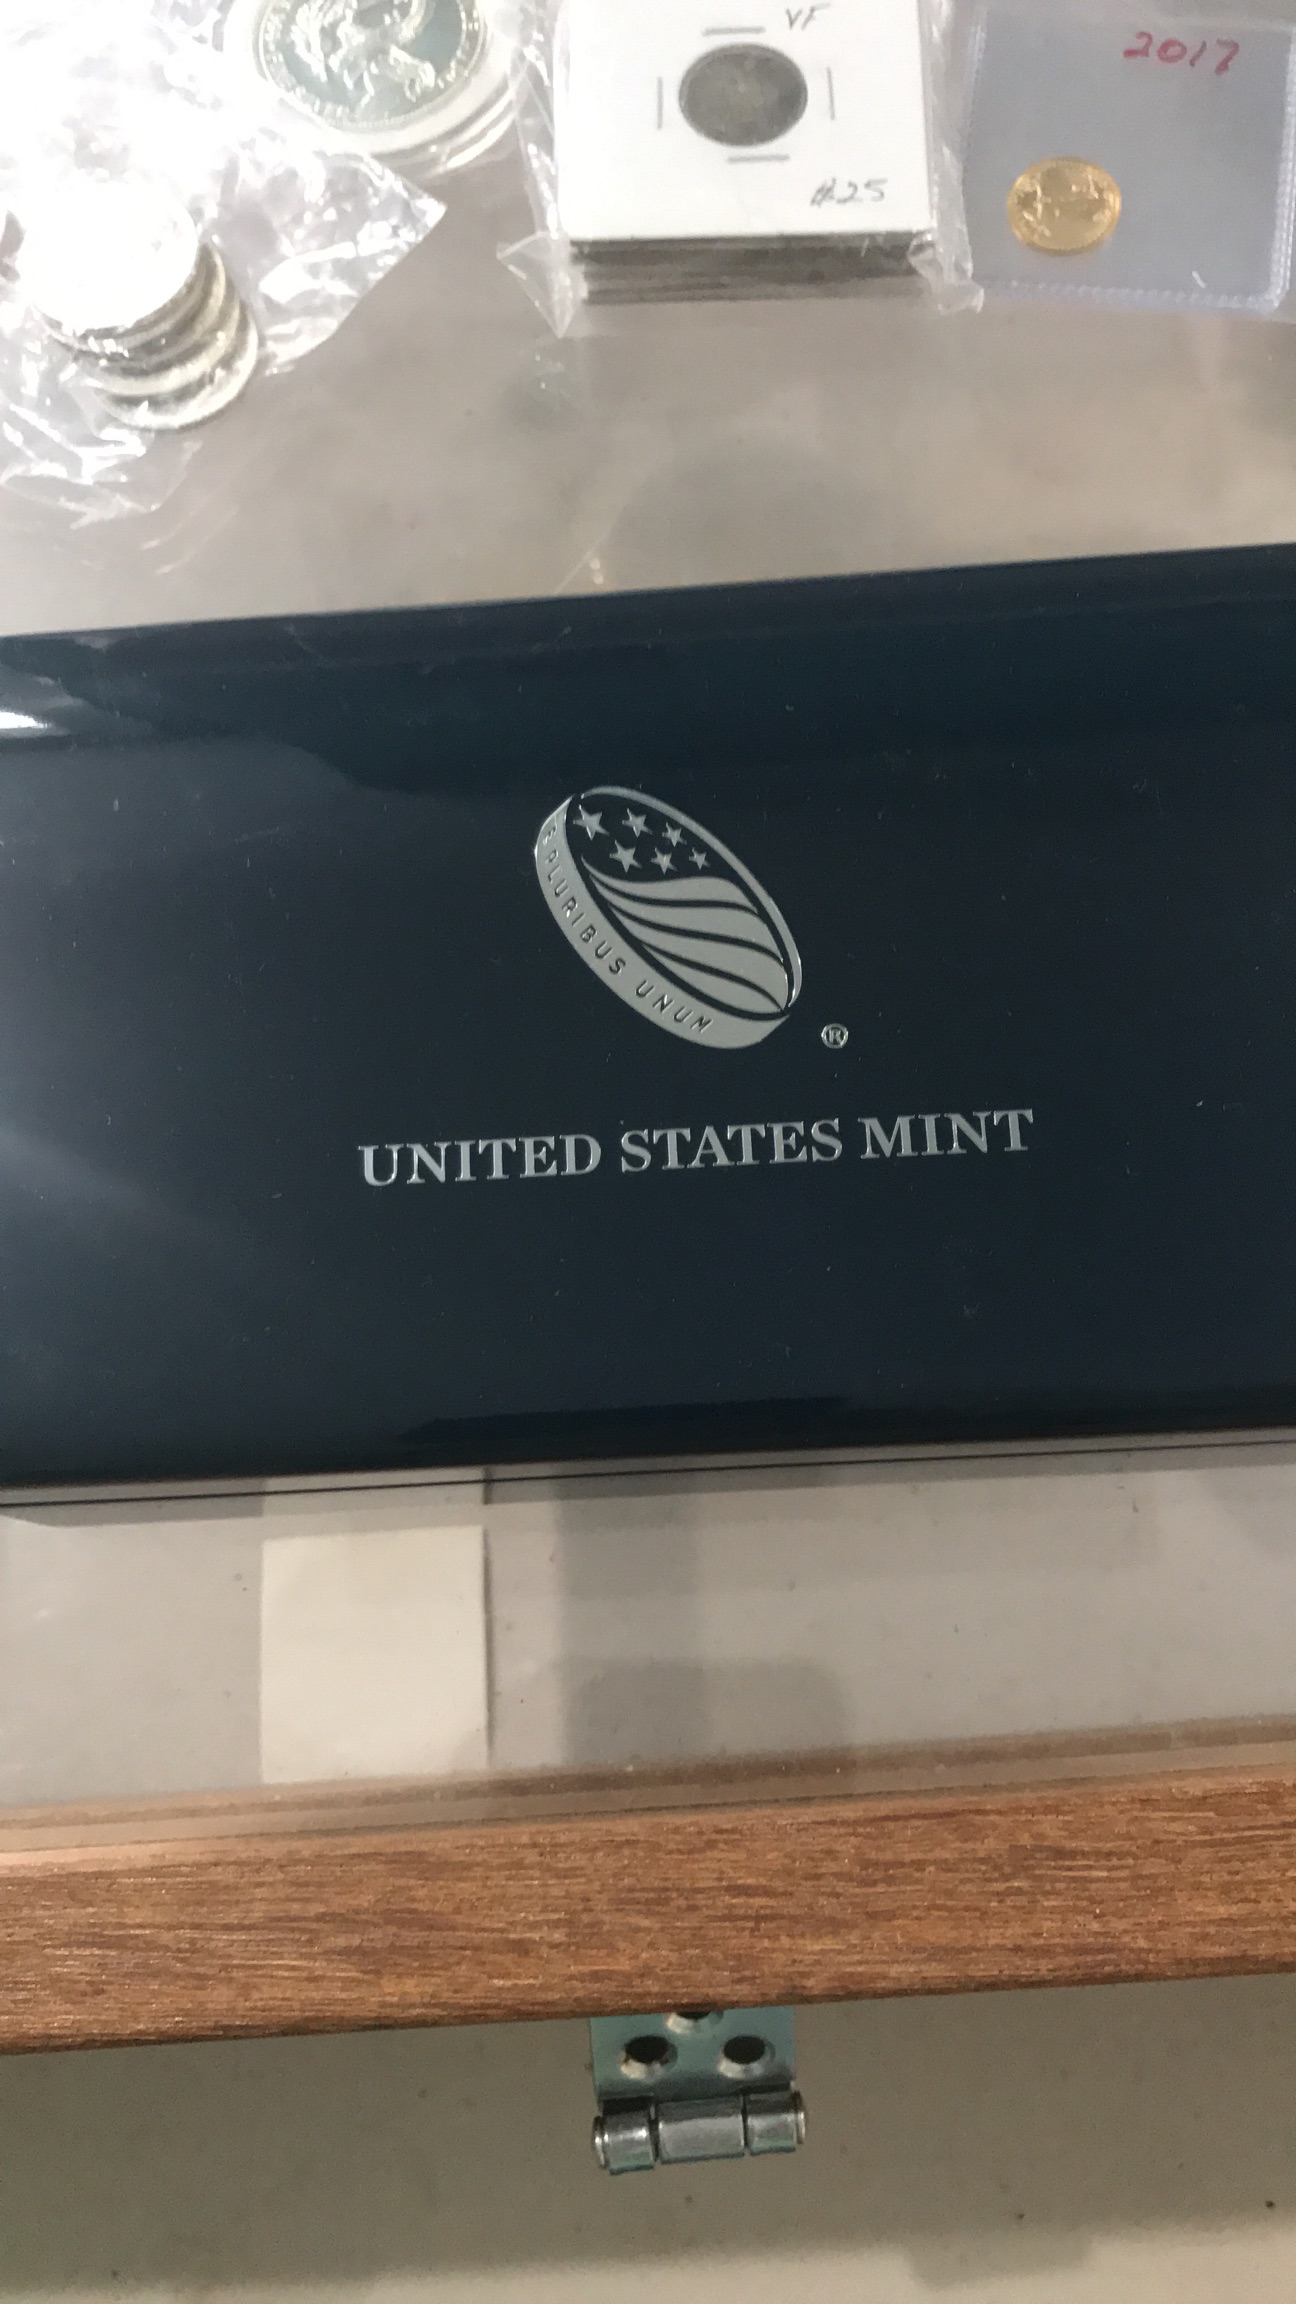 VF
2017
#25
E PLURIBUS UNUM
®
UNITED STATES MINT